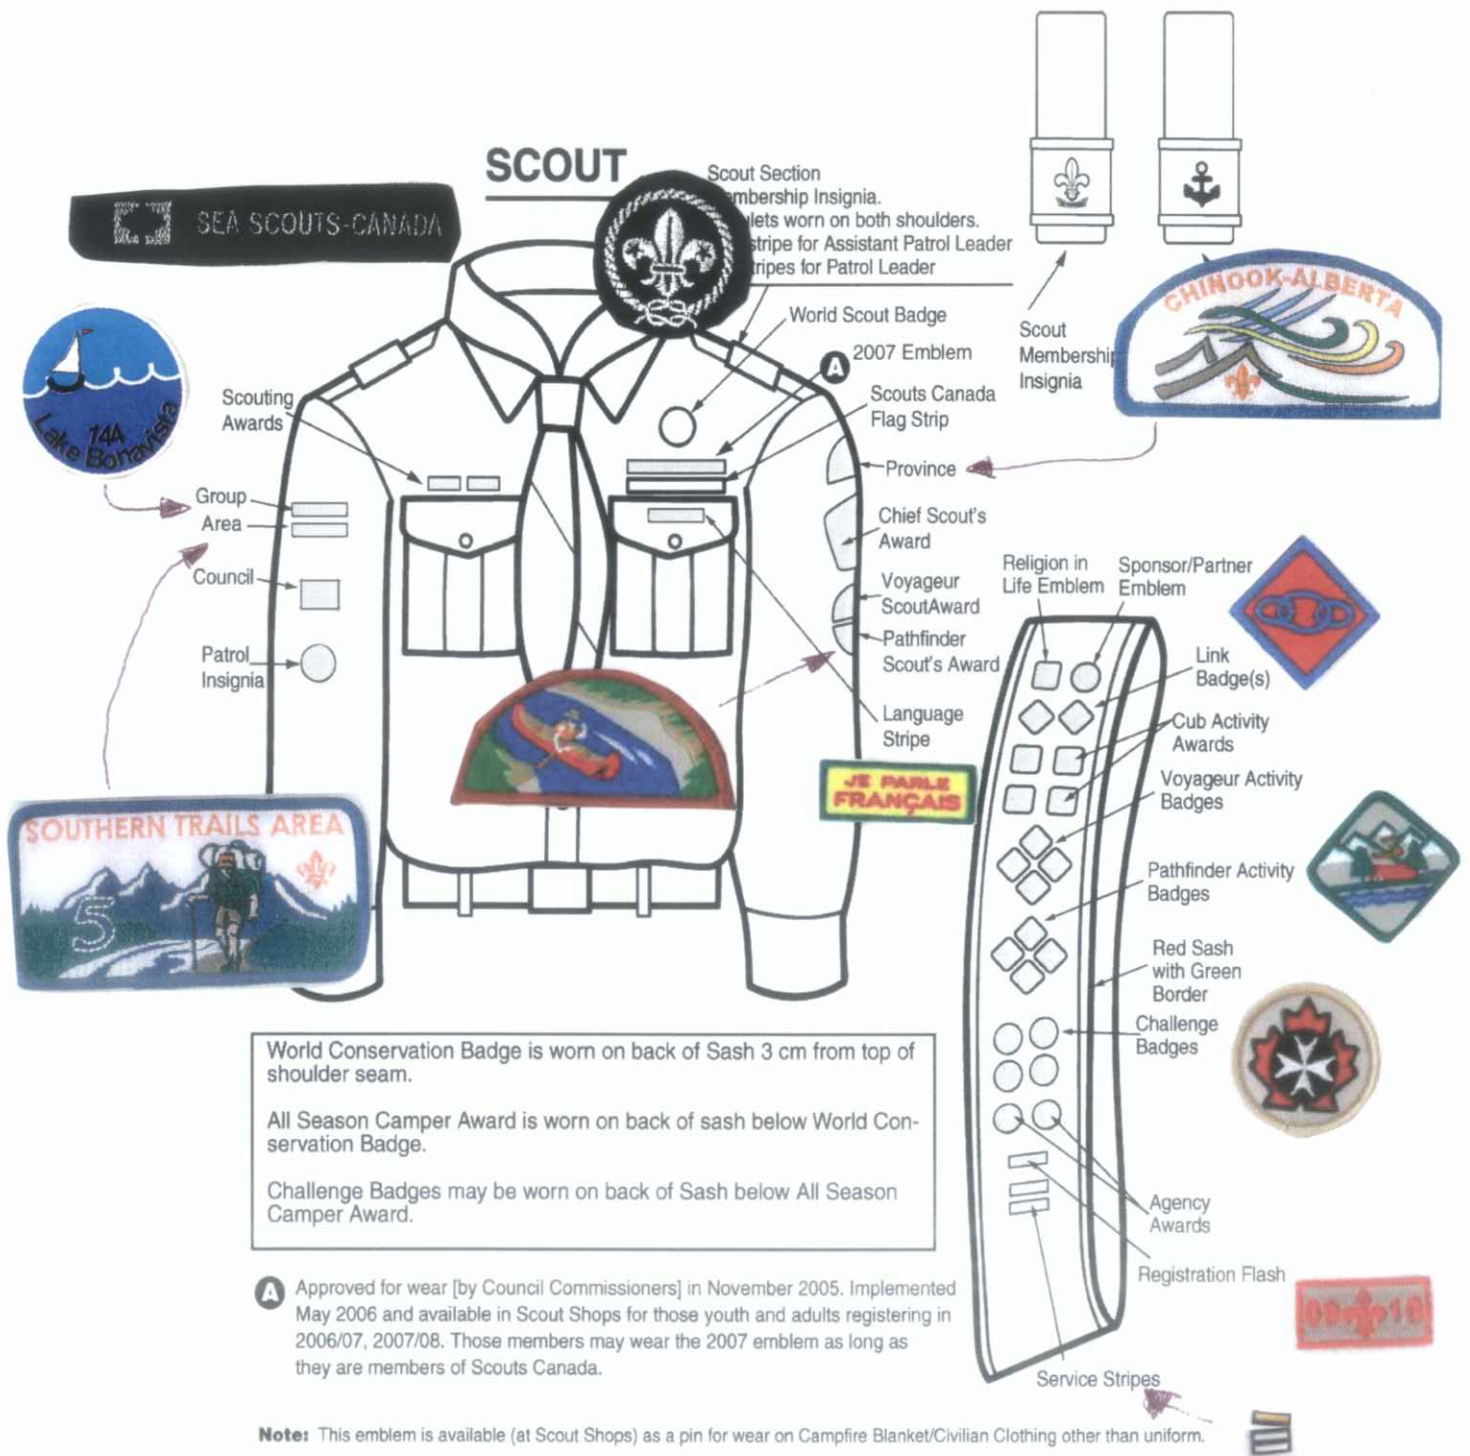 SCOUT
SEA SCOUTS-CANADA
Scout Section
mbership Insignia.
lets worn on both shoulders.
stripe for Assistant Patrol Leader
ripes for Patrol Leader
World Scout Badge
A 2007 Emblem
Scouts Canada
Flag Strip
Scout
Membership
Insignia
CHINOOK-ALBERTA
144
Lake Bonavista
Scouting
Awards
Group
Area
Council
Patrol
Insignia
Province
Chief Scout's
Award
Voyageur
ScoutAward
Pathfinder
Scout's Award
Language
Stripe
JE PARLE
FRANÇAIS
SOUTHERN TRAILS AREA
5
Religion in
Life Emblem
Sponsor/Partner
Emblem
Link
Badge(s)
Cub Activity
Awards
Voyageur Activity
Badges
Pathfinder Activity
Badges
Red Sash
with Green
Border
Challenge
Badges
Agency
Awards
Registration Flash
09 10
Service Stripes
World Conservation Badge is worn on back of Sash 3 cm from top of
shoulder seam.
All Season Camper Award is worn on back of sash below World Con-
servation Badge.
Challenge Badges may be worn on back of Sash below All Season
Camper Award.
A Approved for wear [by Council Commissioners] in November 2005. Implemented
May 2006 and available in Scout Shops for those youth and adults registering in
2006/07, 2007/08. Those members may wear the 2007 emblem as long as
they are members of Scouts Canada.
Note: This emblem is available (at Scout Shops) as a pin for wear on Campfire Blanket/Civilian Clothing other than uniform.